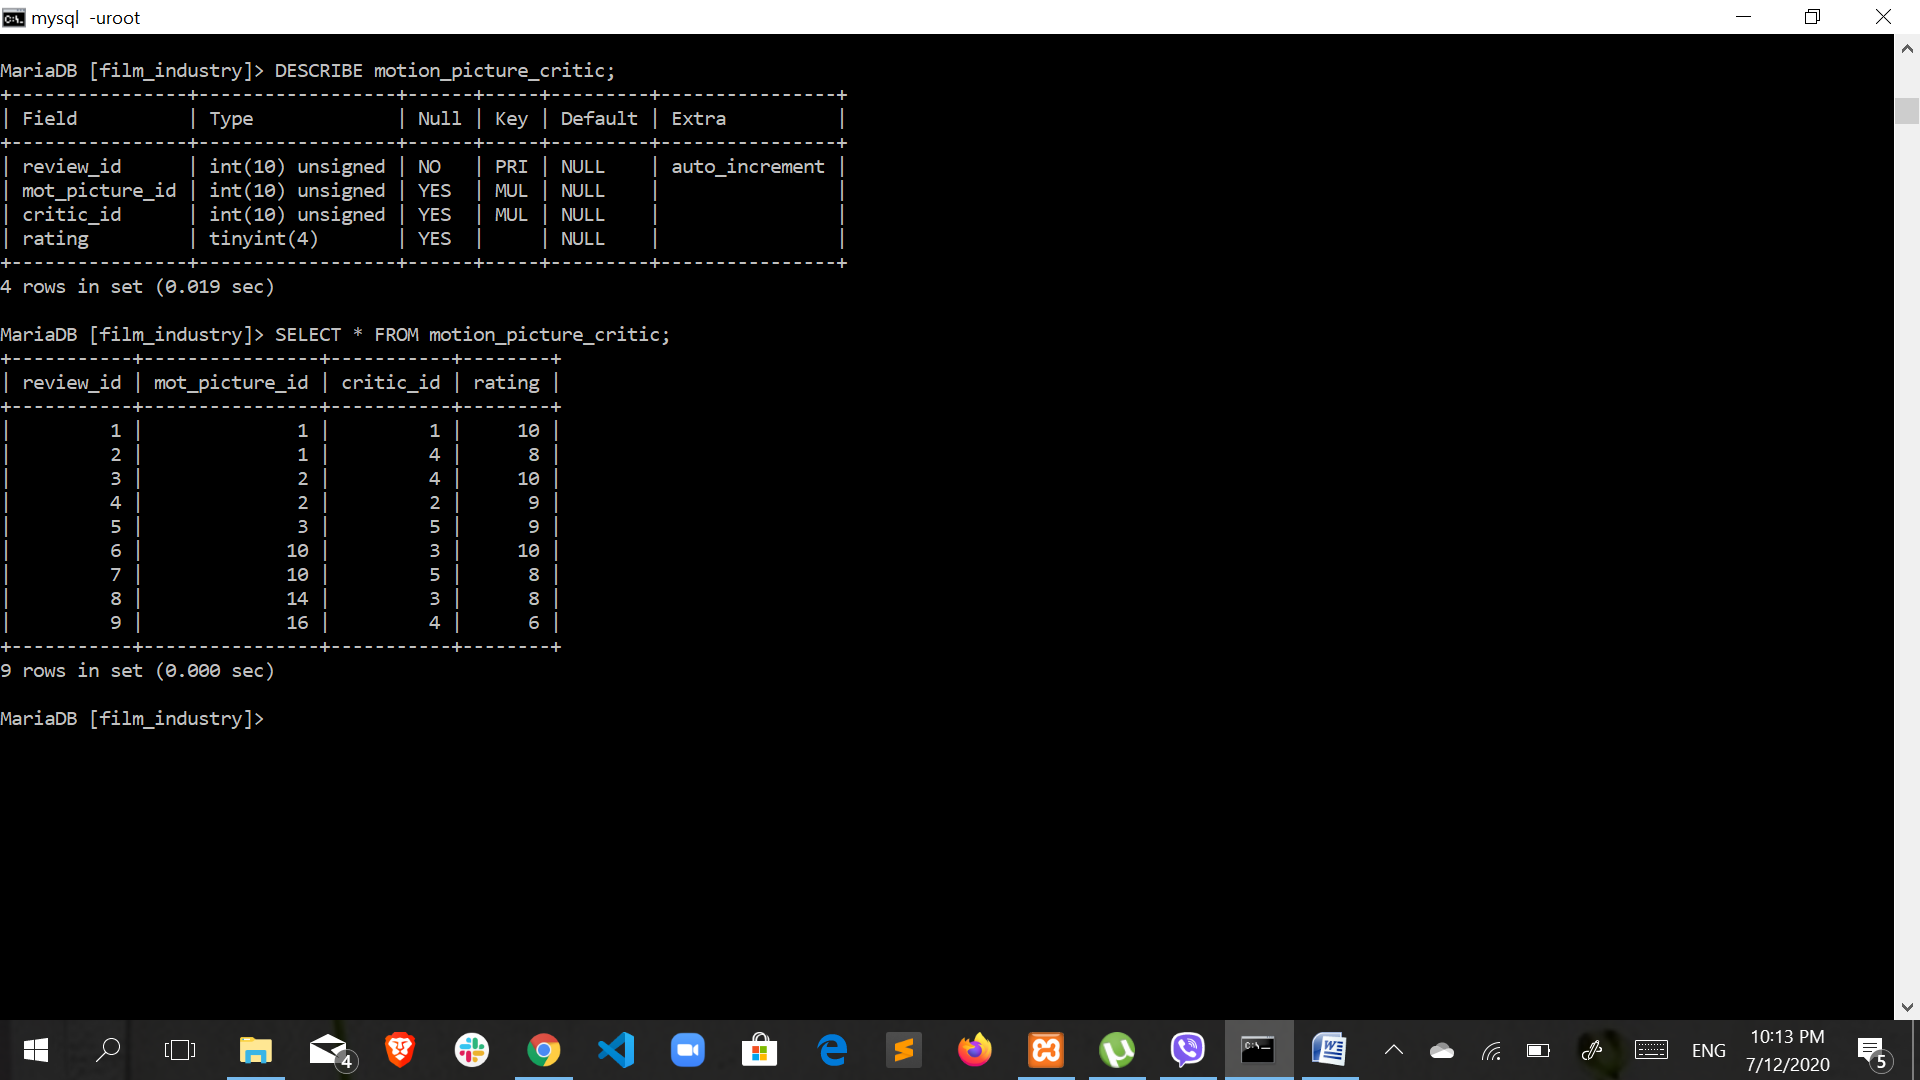 mysql  -uroot
MariaDB [film_industry]> DESCRIBE motion_picture_critic;
+----------------+------------------+------+-----+---------+----------------+
| Field          | Type             | Null | Key | Default | Extra          |
+----------------+------------------+------+-----+---------+----------------+
| review_id      | int(10) unsigned | NO   | PRI | NULL    | auto_increment |
| mot_picture_id | int(10) unsigned | YES  | MUL | NULL    |                |
| critic_id      | int(10) unsigned | YES  | MUL | NULL    |                |
| rating         | tinyint(4)       | YES  |     | NULL    |                |
+----------------+------------------+------+-----+---------+----------------+
4 rows in set (0.019 sec)
MariaDB [film_industry]> SELECT * FROM motion_picture_critic;
+-----------+----------------+-----------+--------+
| review_id | mot_picture_id | critic_id | rating |
+-----------+----------------+-----------+--------+
|         1 |              1 |         1 |     10 |
|         2 |              1 |         4 |      8 |
|         3 |              2 |         4 |     10 |
|         4 |              2 |         2 |      9 |
|         5 |              3 |         5 |      9 |
|         6 |             10 |         3 |     10 |
|         7 |             10 |         5 |      8 |
|         8 |             14 |         3 |      8 |
|         9 |             16 |         4 |      6 |
+-----------+----------------+-----------+--------+
9 rows in set (0.000 sec)
MariaDB [film_industry]>
4
ENG
10:13 PM
7/12/2020
5